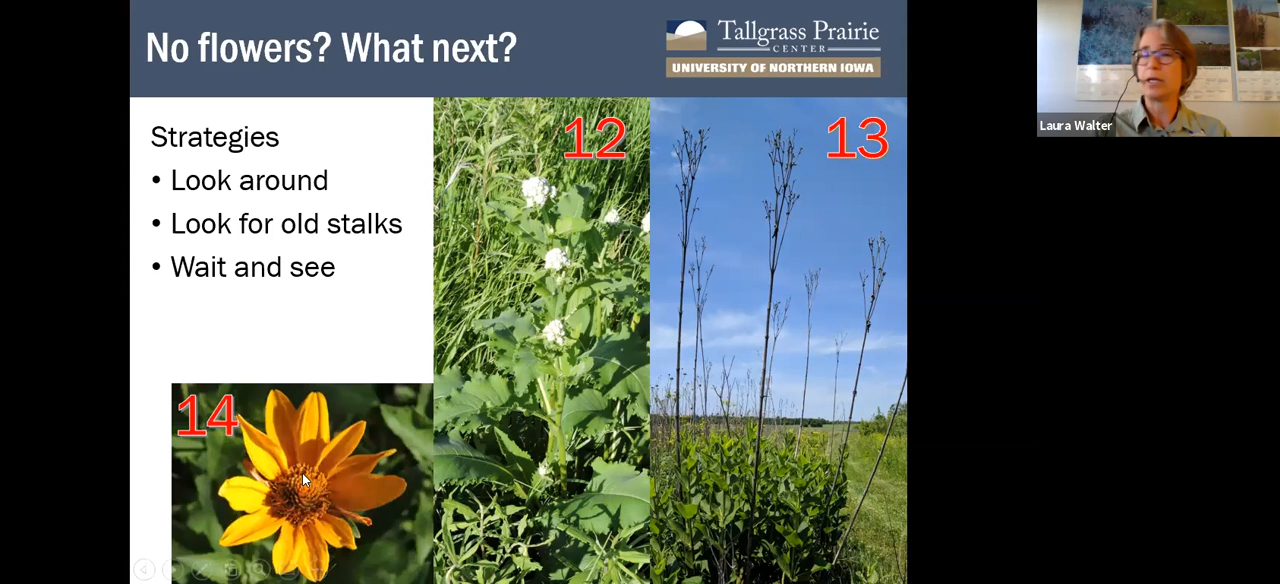 No flowers? What next?
Tallgrass Prairie
CENTER
UNIVERSITY OF NORTHERN IOWA
Laura Walter
Strategies
• Look around
• Look for old stalks
• Wait and see
12
13
14